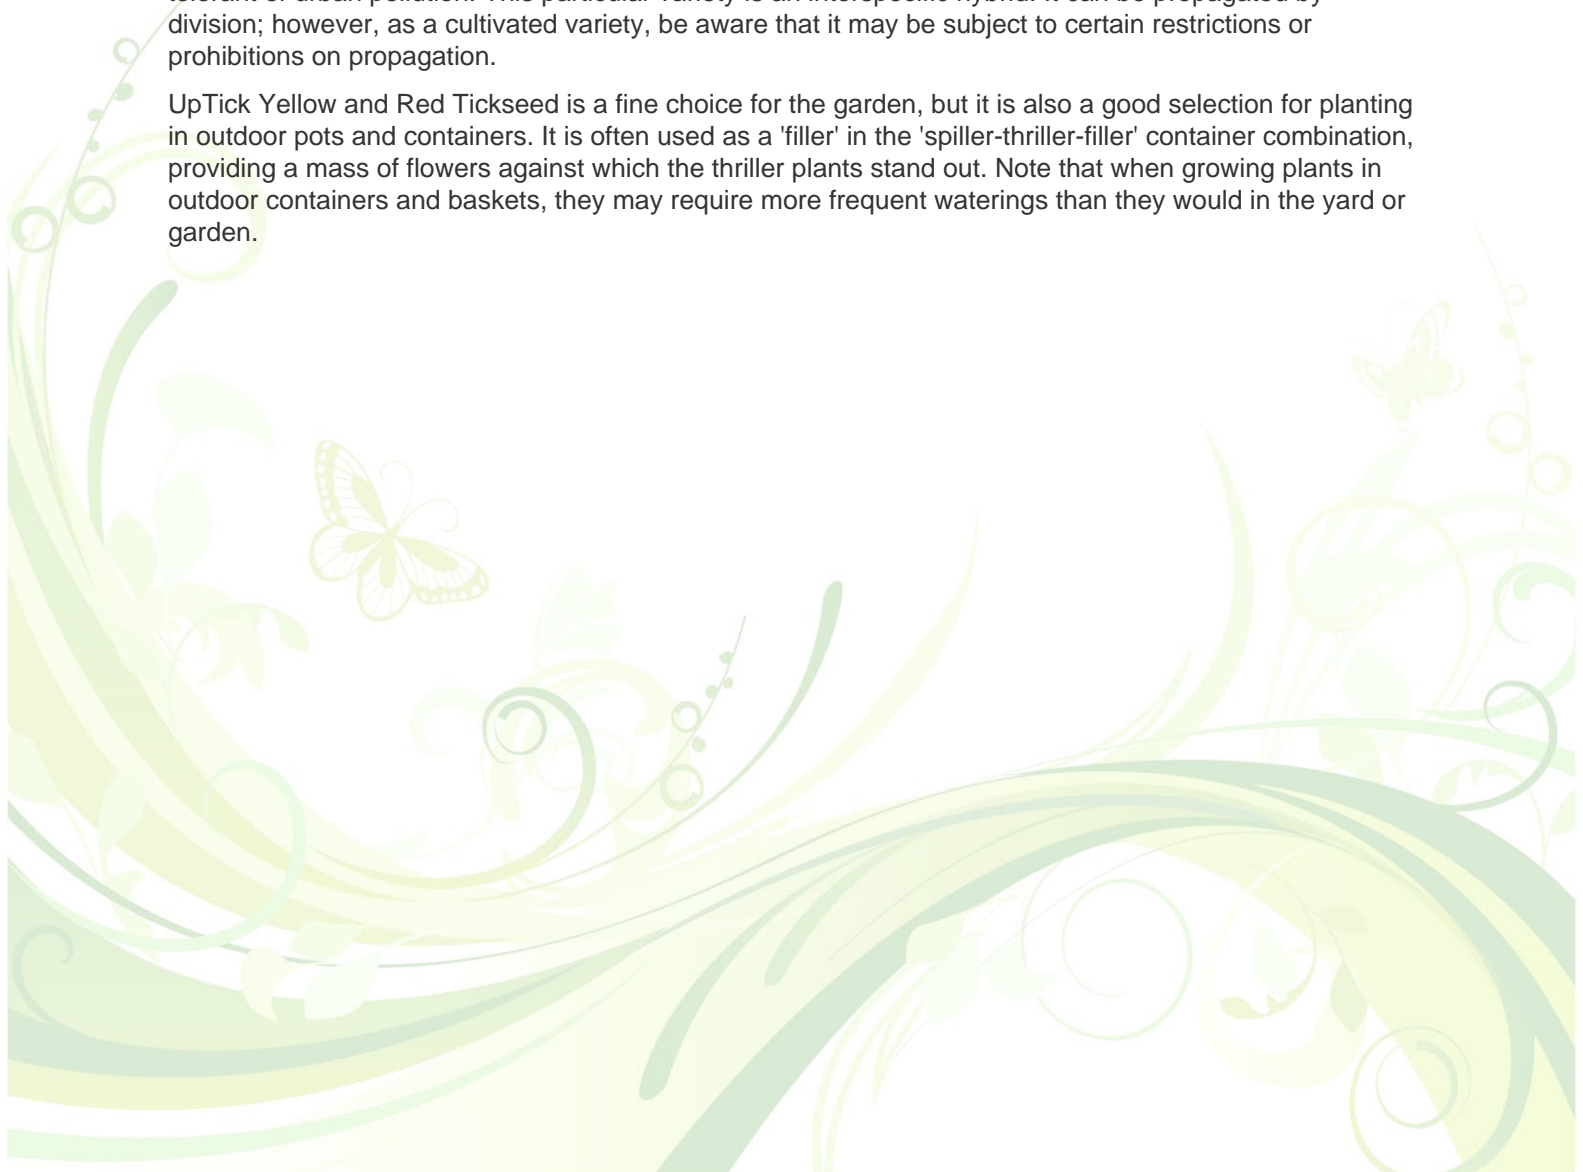 division; however, as a cultivated variety, be aware that it may be subject to certain restrictions or
prohibitions on propagation.
UpTick Yellow and Red Tickseed is a fine choice for the garden, but it is also a good selection for planting
in outdoor pots and containers. It is often used as a 'filler' in the 'spiller-thriller-filler' container combination,
providing a mass of flowers against which the thriller plants stand out. Note that when growing plants in
outdoor containers and baskets, they may require more frequent waterings than they would in the yard or
garden.